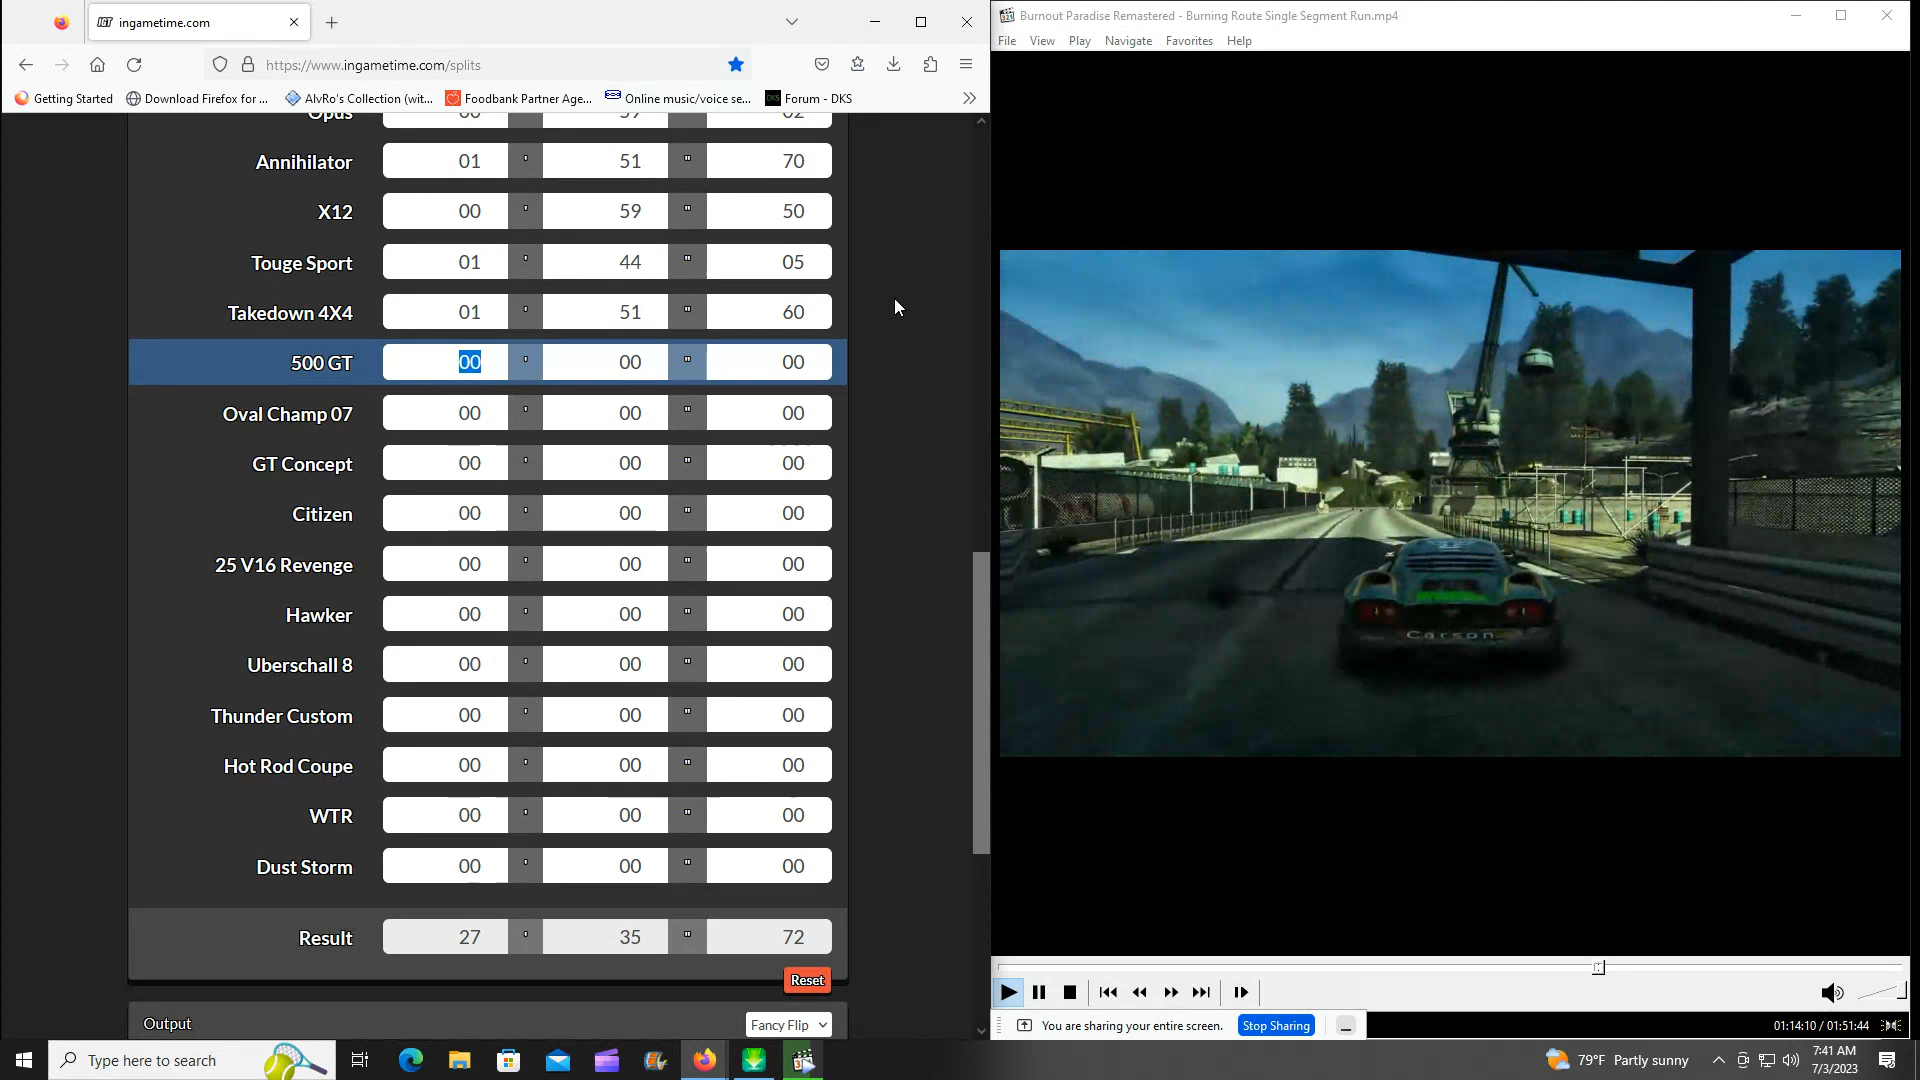 ingametime.com
Burnout Paradise Remastered - Burning Route Single Segment Run.mp4
File View Play Navigate Favorites Help
https://www.ingametime.com/splits
Getting Started
Download Firefox for ...
AlvRo's Collection (wit...
Foodbank Partner Age...
Online music/voice se...
DKS Forum - DKS
Opus 00 59 02
Annihilator 01 ' 51 " 70
X12 00 ' 59 " 50
Touge Sport 01 ' 44 " 05
Takedown 4X4 01 ' 51 " 60
500 GT 00 ' 00 " 00
Oval Champ 07 00 ' 00 " 00
GT Concept 00 ' 00 " 00
Citizen 00 ' 00 " 00
25 V16 Revenge 00 ' 00 " 00
Hawker 00 ' 00 " 00
Uberschall 8 00 ' 00 " 00
Thunder Custom 00 ' 00 " 00
Hot Rod Coupe 00 ' 00 " 00
WTR 00 ' 00 " 00
Dust Storm 00 ' 00 " 00
Result 27 ' 35 " 72
Reset
Output
Fancy Flip
Carson
You are sharing your entire screen.
Stop Sharing
01:14:10 / 01:51:44
Type here to search
79°F Partly sunny
7:41 AM
7/3/2023